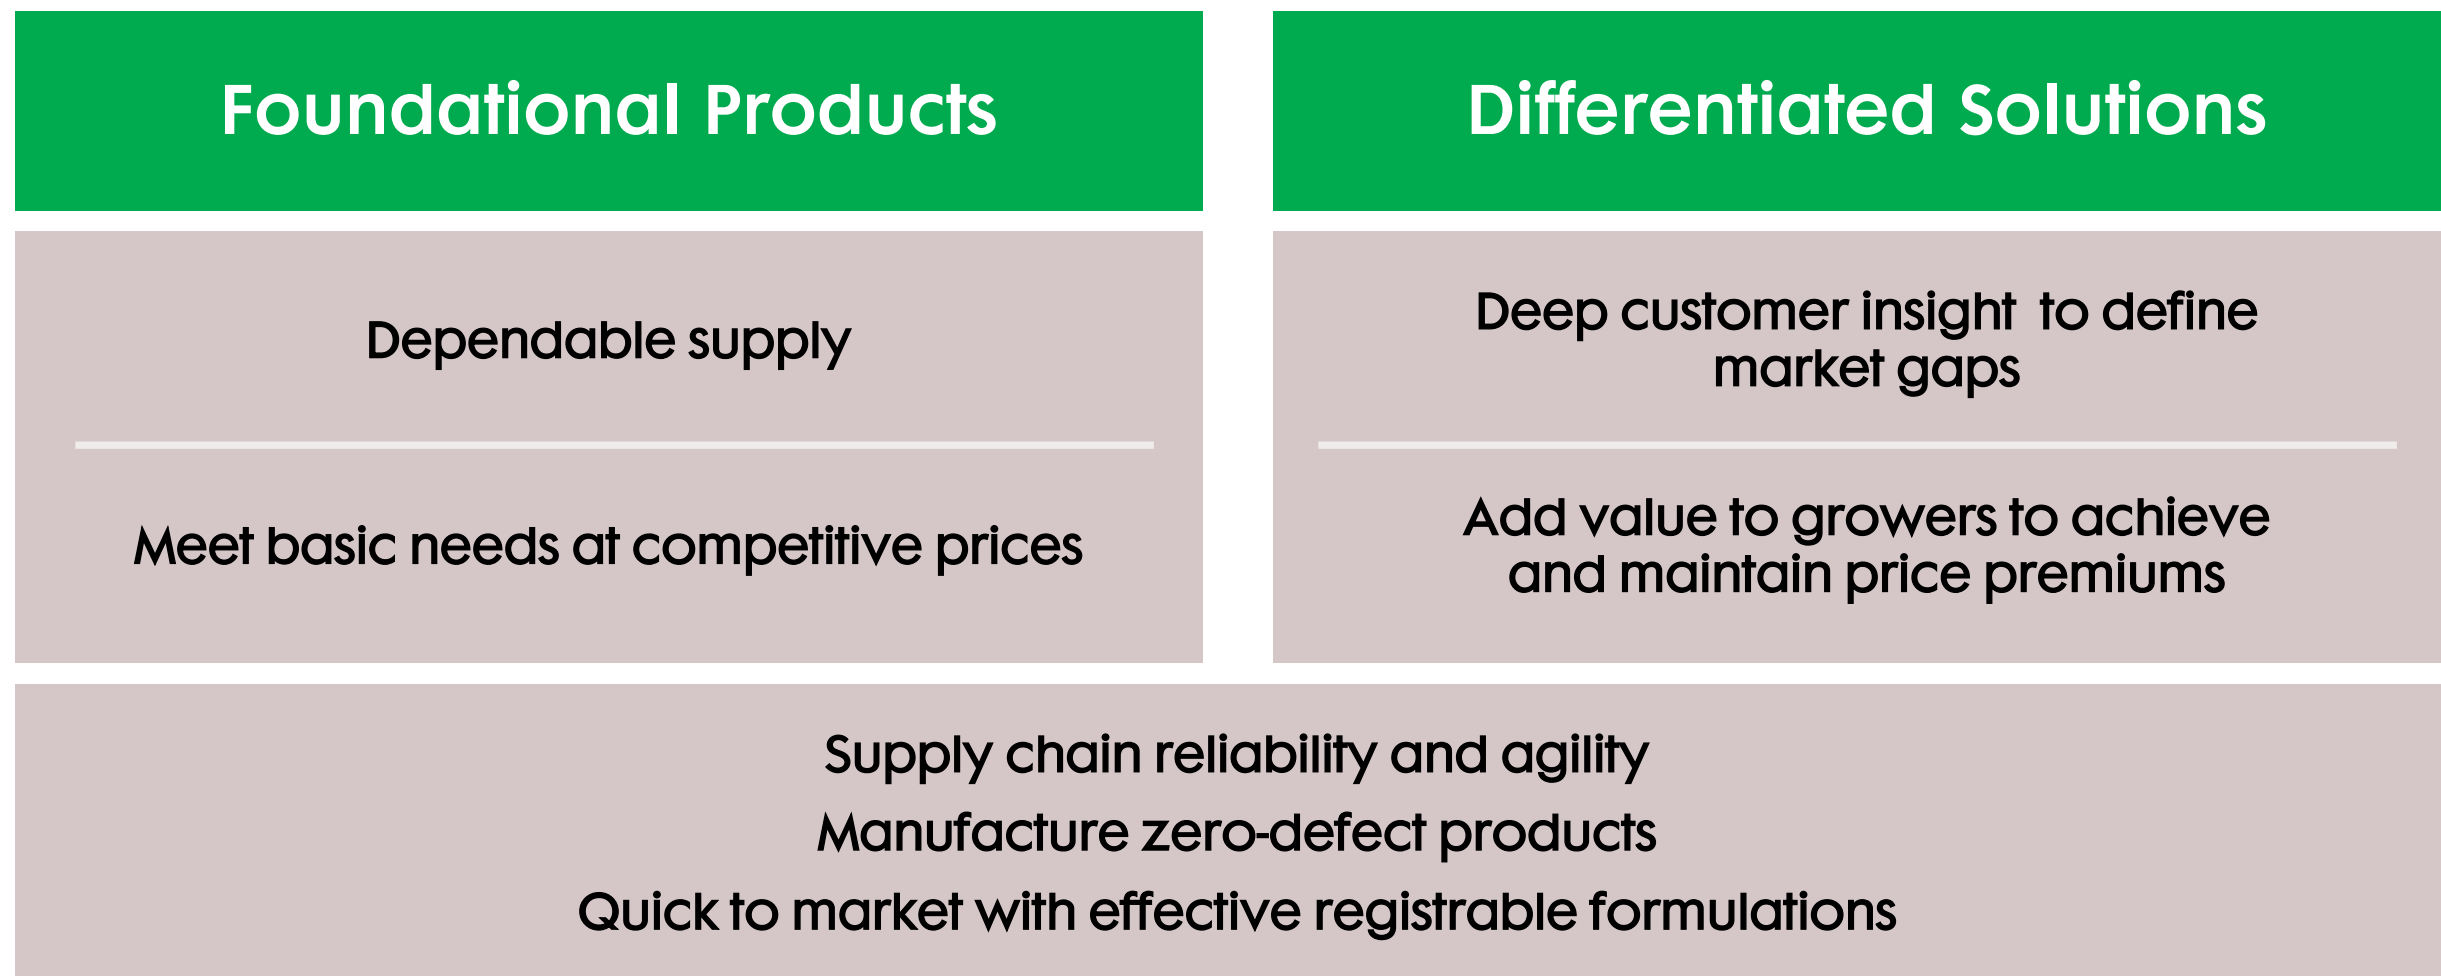 Foundational Products
Differentiated Solutions
Dependable supply
Meet basic needs at competitive prices
Deep customer insight  to define
market gaps
Add value to growers to achieve
and maintain price premiums
Supply chain reliability and agility
Manufacture zero-defect products
Quick to market with effective registrable formulations